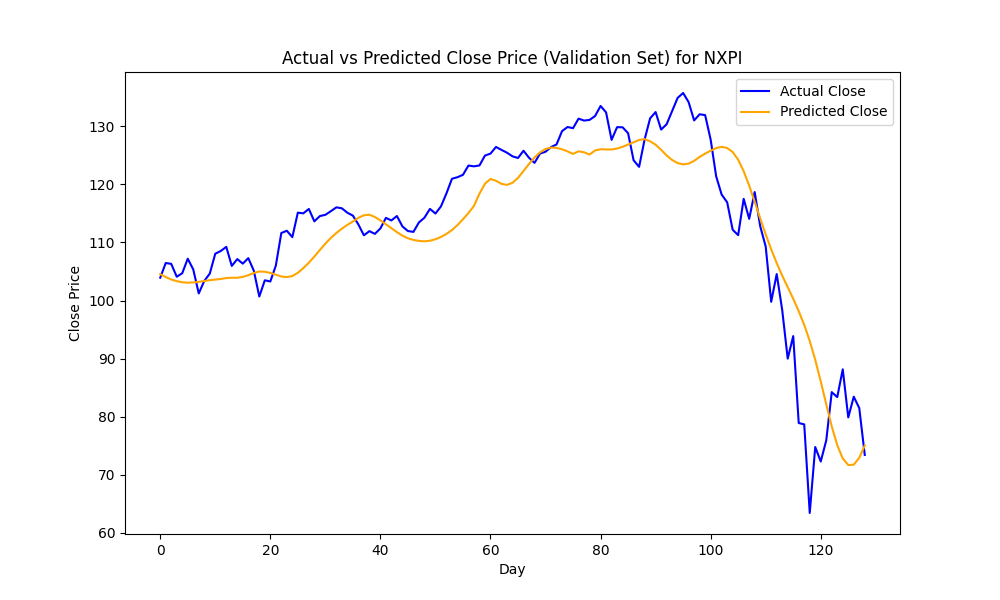 Actual vs Predicted Close Price (Validation Set) for NXPI
Actual Close
Predicted Close
Close Price
130
120
110
100
90
80
70
60
0 20 40 60 80 100 120
Day